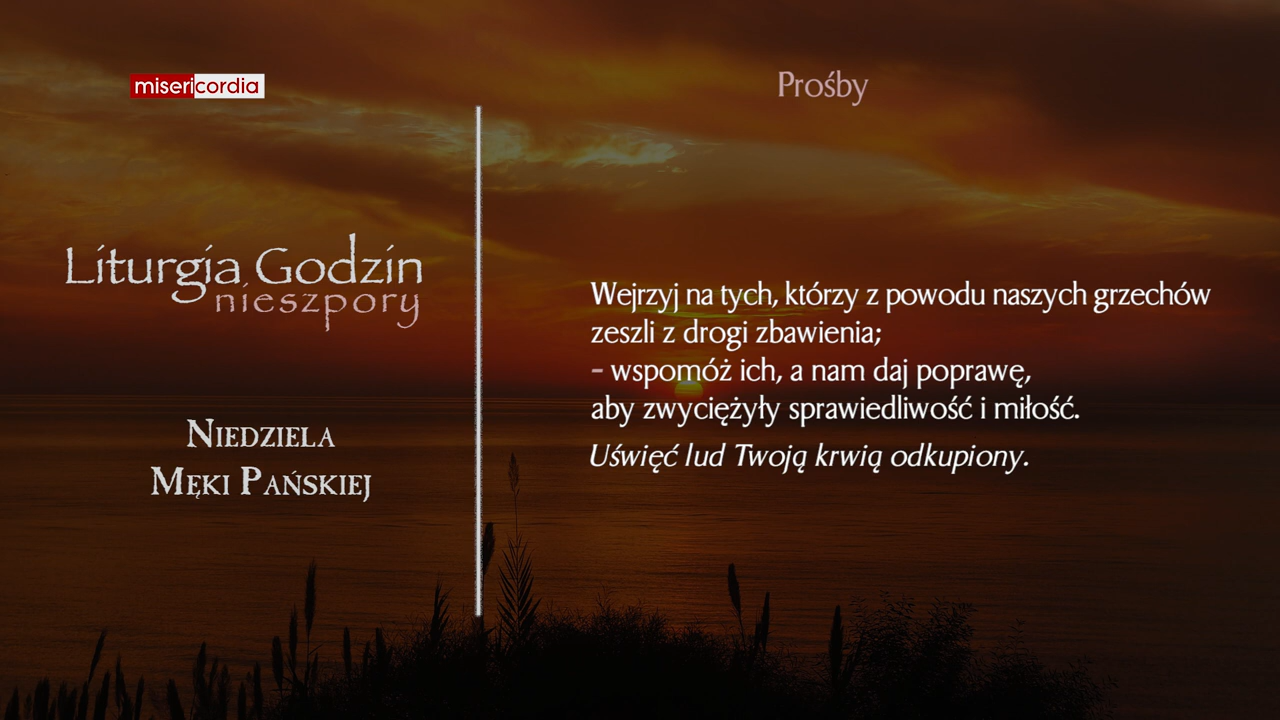 misericordia
Liturgia Godzin
nieszpory
Niedziela
Męki Pańskiej
Prośby
Wejrzyj na tych, którzy z powodu naszych grzechów
zeszli z drogi zbawienia;
- wspomóż ich, a nam daj poprawę,
aby zwyciężyły sprawiedliwość i miłość.
Uświęć lud Twoją krwią odkupiony.